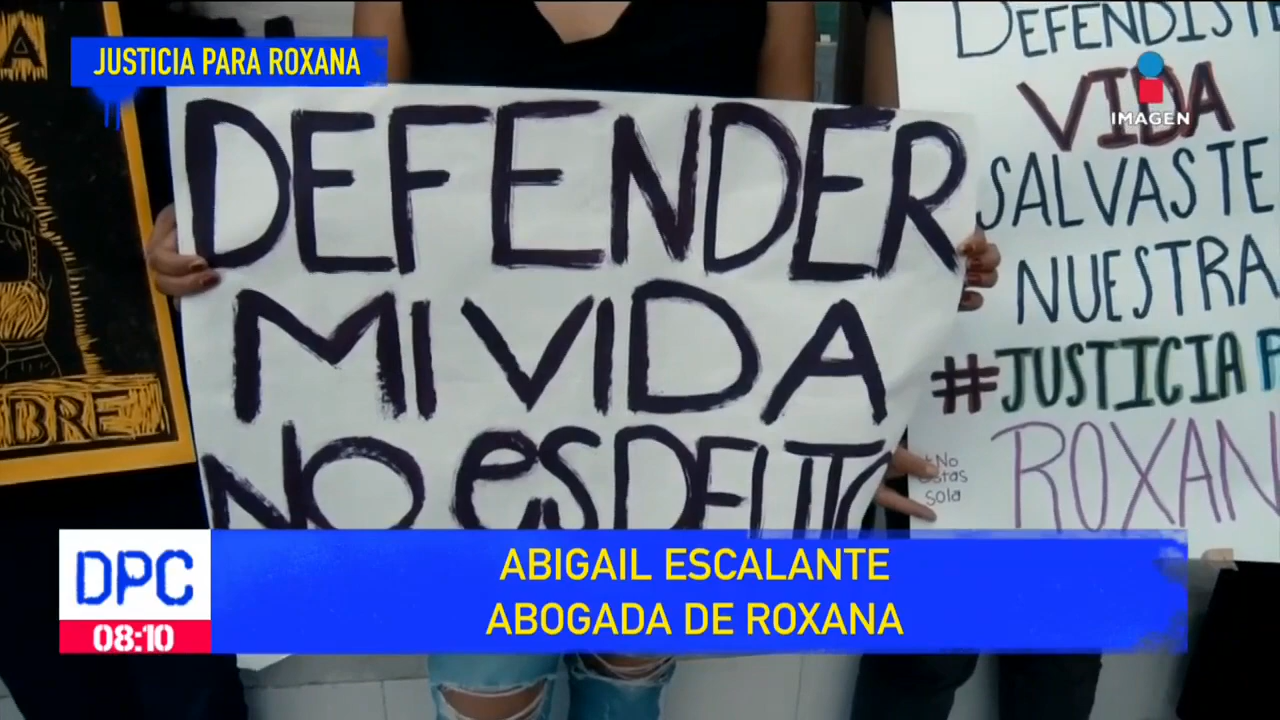 JUSTICIA PARA ROXANA
IMAGEN
DEFENDER
MI VIDA
NO ES DELITO
DEFENDISTE
VIDA
SALVASTE
NUESTRA
#JUSTICIA P
ROXAN
No
estas
sola
BRE
A
DPC
08:10
ABIGAIL ESCALANTE
ABOGADA DE ROXANA